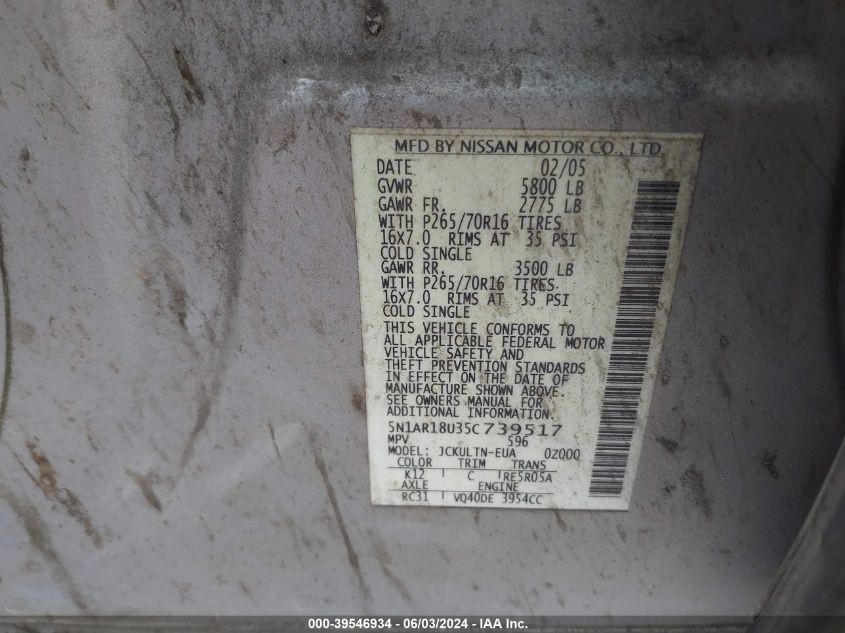 MFD BY NISSAN MOTOR CO., LTD.
DATE 02/05
GVWR 5800 LB
GAWR FR. 2775 LB
WITH P265/70R16 TIRES
16X7.0 RIMS AT 35 PSI
COLD SINGLE
GAWR RR. 3500 LB
WITH P265/70R16 TIRES
16X7.0 RIMS AT 35 PSI
COLD SINGLE
THIS VEHICLE CONFORMS TO
ALL APPLICABLE FEDERAL MOTOR
VEHICLE SAFETY AND
THEFT PREVENTION STANDARDS
IN EFFECT ON THE DATE OF
MANUFACTURE SHOWN ABOVE.
SEE OWNERS MANUAL FOR
ADDITIONAL INFORMATION.
5N1AR18U35C739517
MPV 596
MODEL: JCKULTN-EUA 0Z000
COLOR TRIM TRANS
K12 C RE5R05A
AXLE ENGINE
RC31 VQ40DE 3954CC
000-39546934 - 06/03/2024 - IAA Inc.